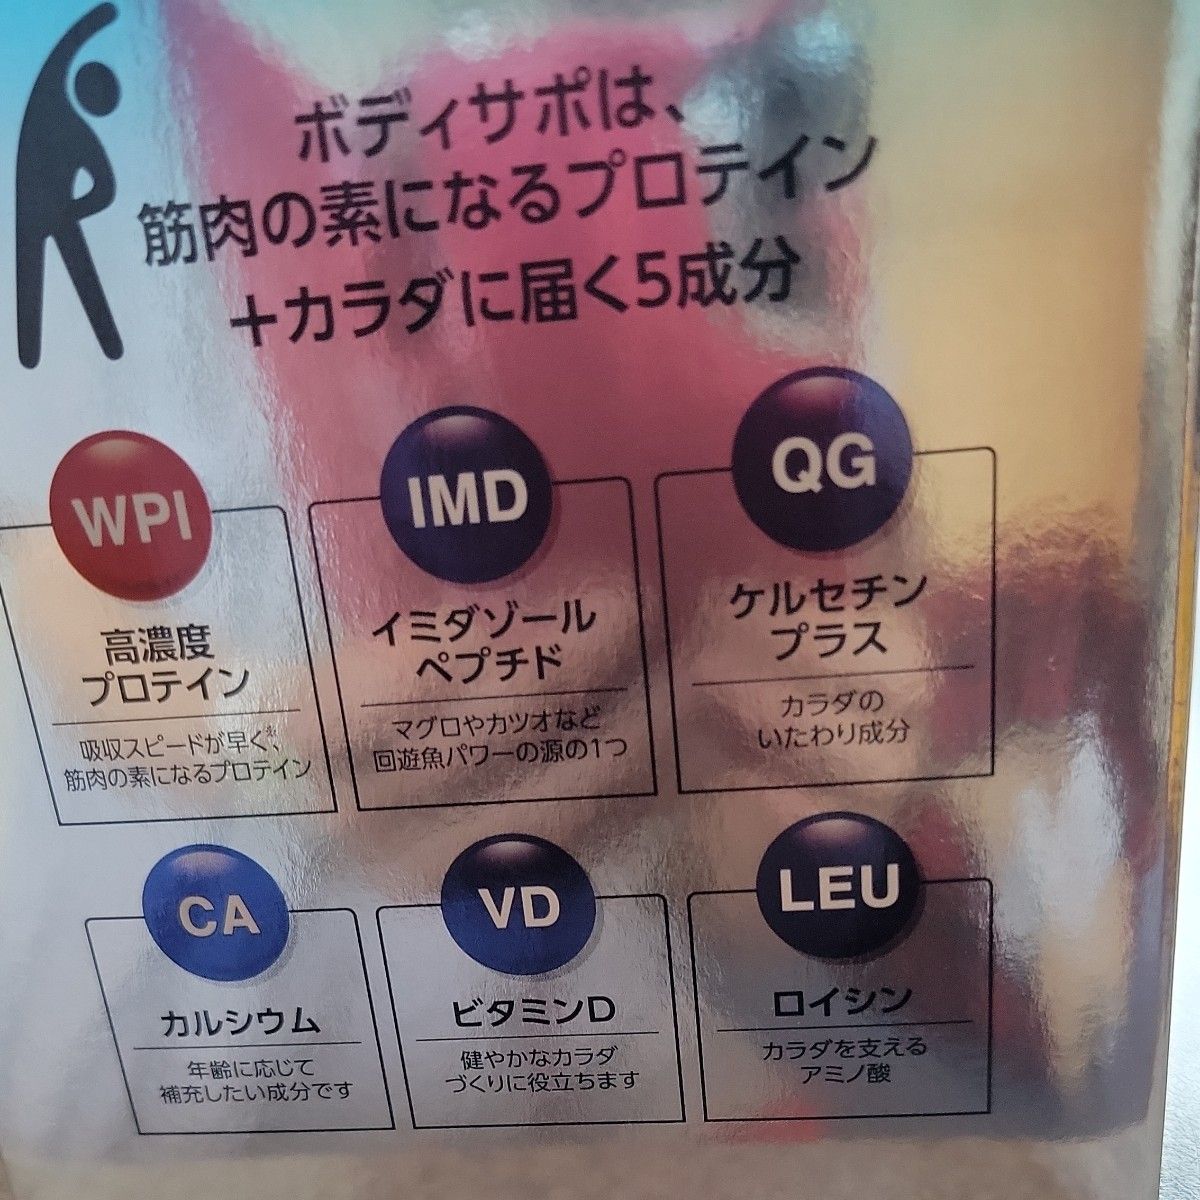 ボディサポは、
筋肉の素になるプロテイン
+カラダに届く5成分
WPI
高濃度
プロテイン
吸収スピードが早く※、
筋肉の素になるプロテイン
IMD
イミダゾール
ペプチド
マグロやカツオなど
回遊魚パワーの源の1つ
QG
ケルセチン
プラス
カラダの
いたわり成分
CA
カルシウム
年齢に応じて
補充したい成分です
VD
ビタミンD
健やかなカラダ
づくりに役立ちます
LEU
ロイシン
カラダを支える
アミノ酸